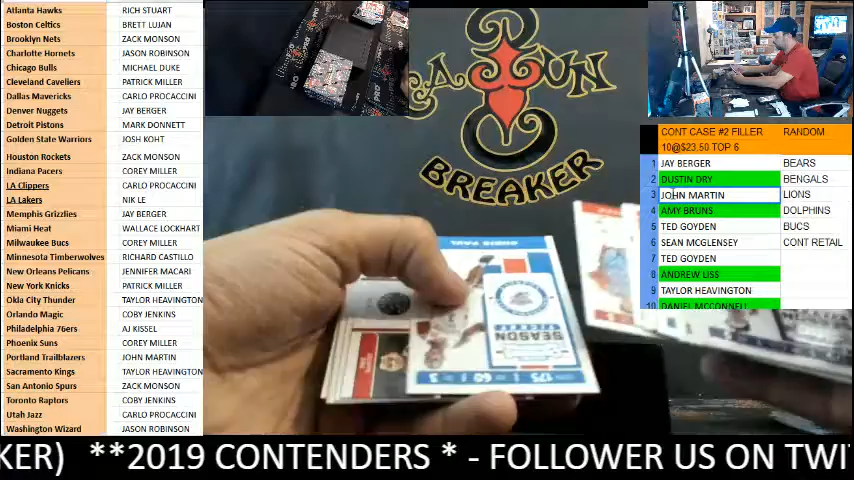 Atlanta Hawks RICH STUART
Boston Celtics BRETT LUJAN
Brooklyn Nets ZACK MONSON
Charlotte Hornets JASON ROBINSON
Chicago Bulls MICHAEL DUKE
Cleveland Cavaliers PATRICK MILLER
Dallas Mavericks CARLO PROCACCINI
Denver Nuggets JAY BERGER
Detroit Pistons MARK DONNETT
Golden State Warriors JOSH KOHT
Houston Rockets ZACK MONSON
Indiana Pacers COREY MILLER
LA Clippers CARLO PROCACCINI
LA Lakers NIK LE
Memphis Grizzlies JAY BERGER
Miami Heat WALLACE LOCKHART
Milwaukee Bucs COREY MILLER
Minnesota Timberwolves RICHARD CASTILLO
New Orleans Pelicans JENNIFER MACARI
New York Knicks PATRICK MILLER
Okla City Thunder TAYLOR HEAVINGTON
Orlando Magic COBY JENKINS
Philadelphia 76ers AJ KISSEL
Phoenix Suns COREY MILLER
Portland Trailblazers JOHN MARTIN
Sacramento Kings TAYLOR HEAVINGTON
San Antonio Spurs ZACK MONSON
Toronto Raptors COBY JENKINS
Utah Jazz CARLO PROCACCINI
Washington Wizard JASON ROBINSON
BREAKER
CHRIS PAUL
SEASON
TICKET
175 60 3
CONT CASE #2 FILLER RANDOM
10@$23.50 TOP 6
1 JAY BERGER BEARS
2 DUSTIN DRY BENGALS
3 JOHN MARTIN LIONS
4 AMY BRUNS DOLPHINS
5 TED GOYDEN BUCS
6 SEAN MCGLENSEY CONT RETAIL
7 TED GOYDEN
8 ANDREW LISS
9 TAYLOR HEAVINGTON
10 DANIEL MCCONNELL
KER) **2019 CONTENDERS * - FOLLOWER US ON TWI